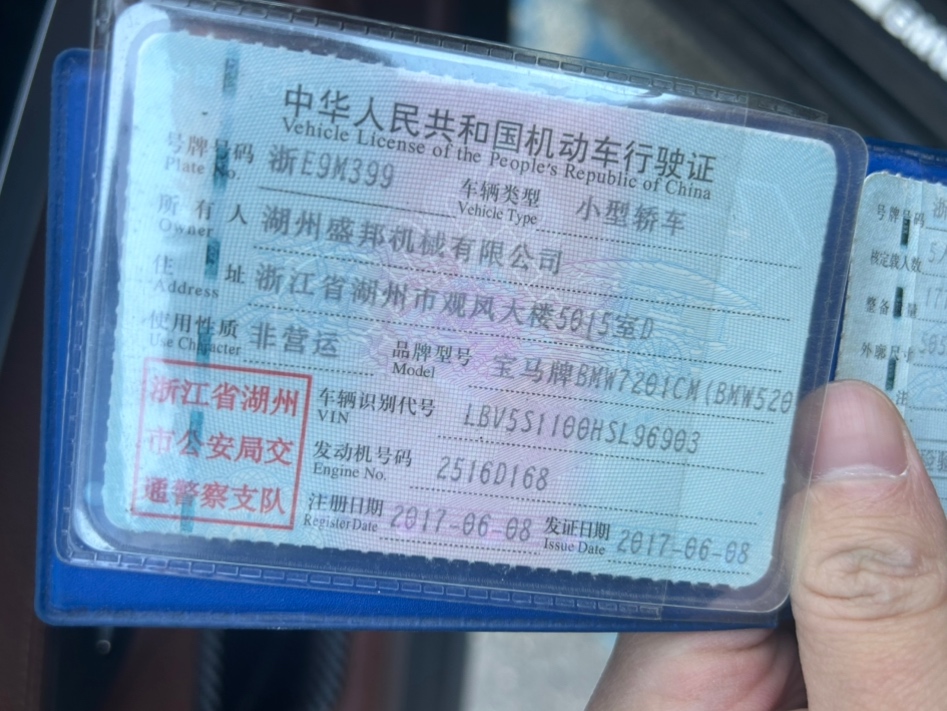 中华人民共和国机动车行驶证
Vehicle License of the People's Republic of China
号牌号码 浙E9M399 车辆类型 小型轿车
Plate No. Vehicle Type
所有人 湖州盛邦机械有限公司
Owner
住址 浙江省湖州市观凤大楼5015室D
Address
使用性质 非营运 品牌型号 宝马牌BMW7201CM(BMW520
Use Character Model
浙江省湖州
市公安局交
通警察支队
车辆识别代号 LBV5S1100HSL96903
VIN
发动机号码 2516D168
Engine No.
注册日期 2017-06-08 发证日期 2017-06-08
Register Date Issue Date
号牌号码
核定载人数
整备质量
外廓尺寸